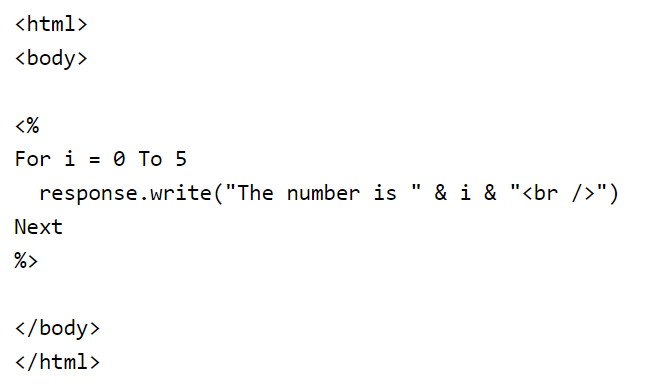 <html>
<body>

<%
For i = 0 To 5
  response.write("The number is " & i & "<br />")
Next
%>

</body>
</html>